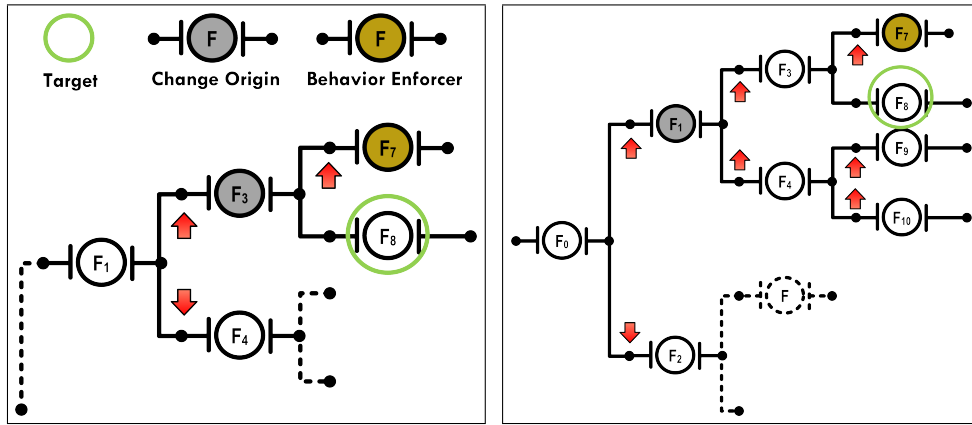 F F
Target Change Origin Behavior Enforcer
F7
F3
F8
F1
F4
F7
F3
F8
F1
F9
F4
F10
F0
F
F2